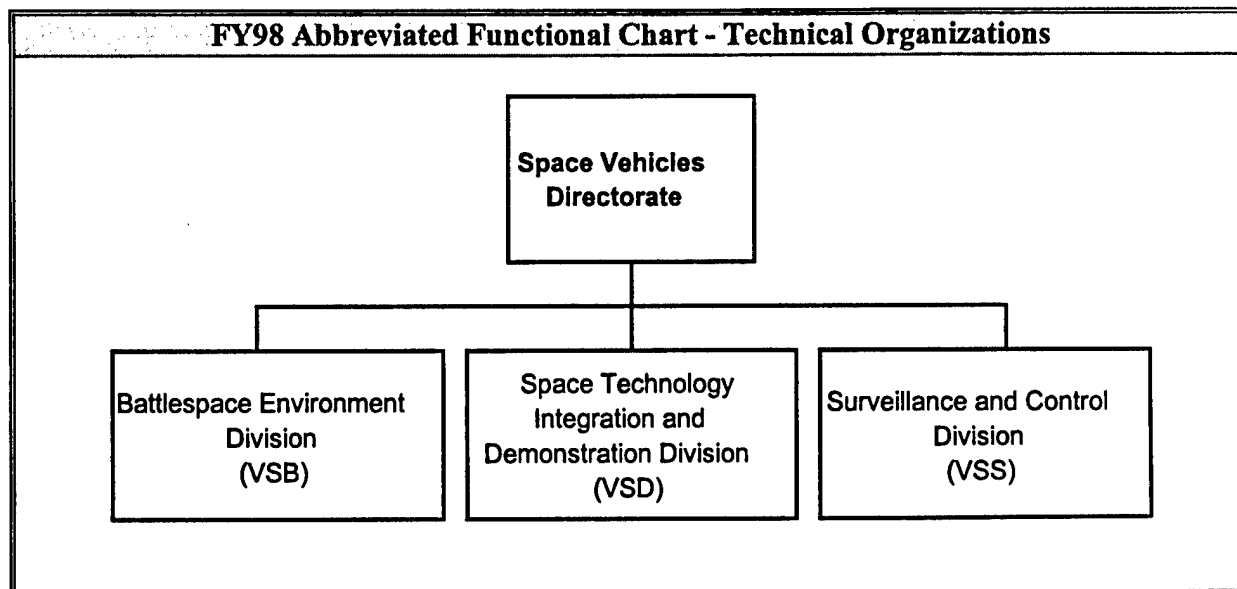 FY98 Abbreviated Functional Chart - Technical Organizations
Space Vehicles
Directorate
Battlespace Environment
Division
(VSB)
Space Technology
Integration and
Demonstration Division
(VSD)
Surveillance and Control
Division
(VSS)